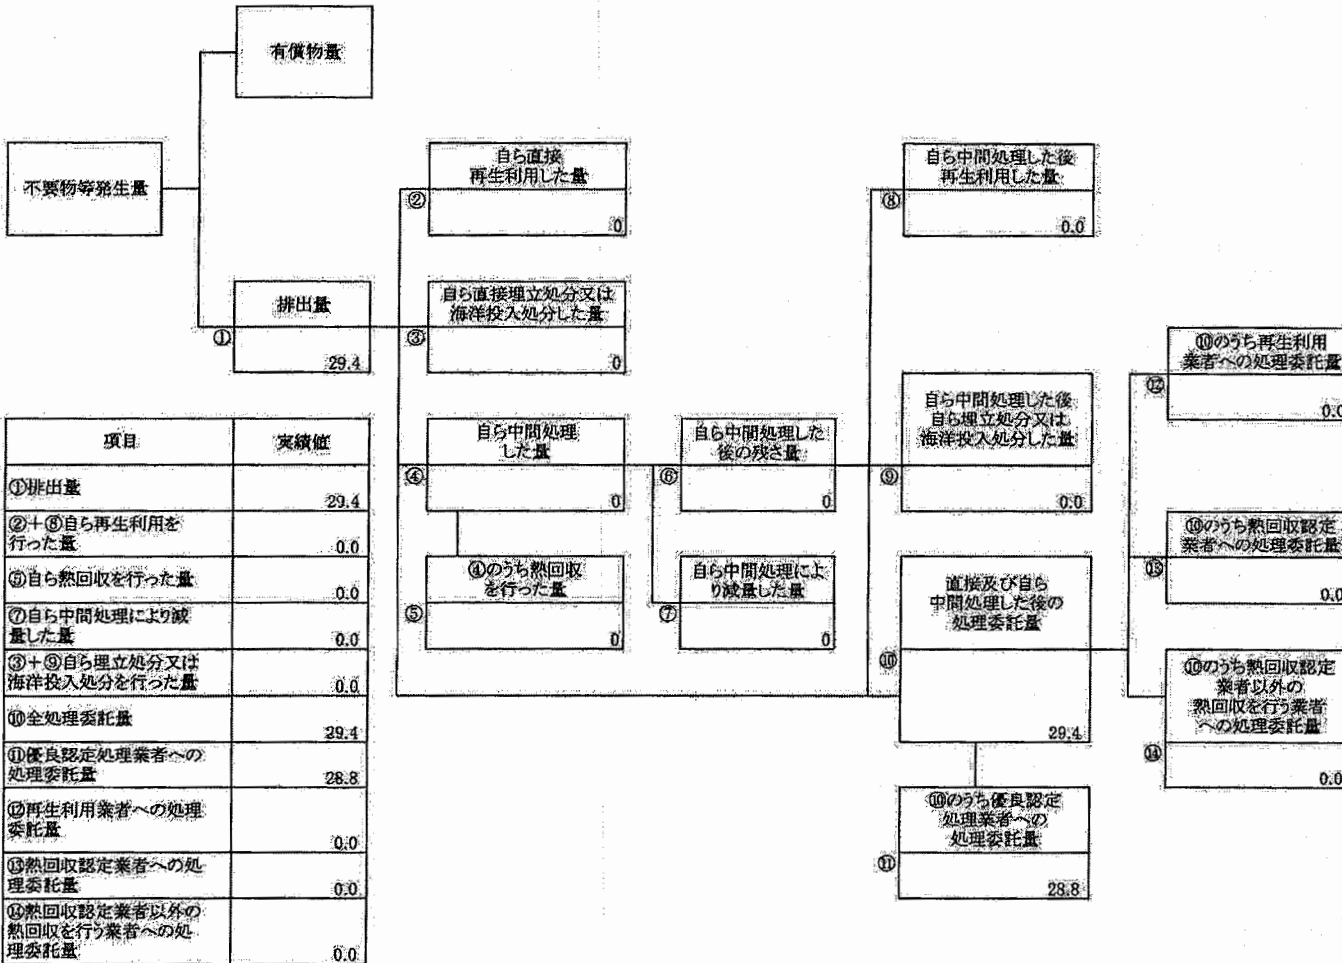 有償物量
不要物等発生量
自ら直接
再生利用した量
②
0
自ら中間処理した後
再生利用した量
⑧
0.0
排出量
①
29.4
自ら直接埋立処分又は
海洋投入処分した量
③
0
⑩のうち再生利用
業者への処理委託量
⑫
0.0
自ら中間処理
した量
④
0
自ら中間処理した
後の残さ量
⑥
0
自ら中間処理した後
自ら埋立処分又は
海洋投入処分した量
⑨
0.0
⑩のうち熱回収認定
業者への処理委託量
⑬
0.0
④のうち熱回収
を行った量
⑤
0
自ら中間処理によ
り減量した量
⑦
0
直接及び自ら
中間処理した後の
処理委託量
⑩
29.4
⑩のうち熱回収認定
業者以外の
熱回収を行う業者
への処理委託量
⑭
0.0
⑩のうち優良認定
処理業者への
処理委託量
⑪
28.8
項目 実績値
①排出量 29.4
②+⑧自ら再生利用を
行った量 0.0
⑤自ら熱回収を行った量 0.0
⑦自ら中間処理により減
量した量 0.0
③+⑨自ら埋立処分又は
海洋投入処分を行った量 0.0
⑩全処理委託量 29.4
⑪優良認定処理業者への
処理委託量 28.8
⑫再生利用業者への処理
委託量 0.0
⑬熱回収認定業者への処
理委託量 0.0
⑭熱回収認定業者以外の
熱回収を行う業者への処
理委託量 0.0